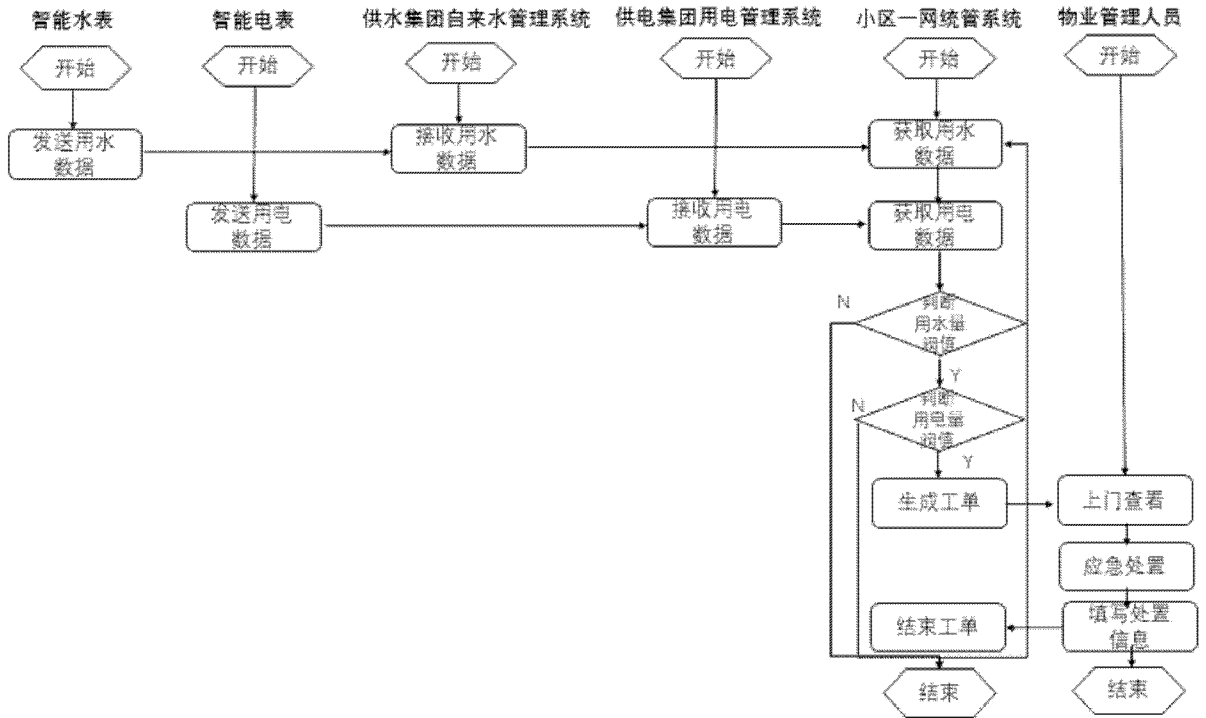 智能水表
智能电表
供水集团自来水管理系统
供电集团用电管理系统
小区一网统管系统
物业管理人员
开始
开始
开始
开始
开始
开始
发送用水
数据
接收用水
数据
获取用水
数据
发送用电
数据
接收用电
数据
获取用电
数据
N
判断
用水量
阈值
Y
N
判断
用电量
阈值
Y
生成工单
上门查看
应急处置
结束工单
填写处置
信息
结束
结束